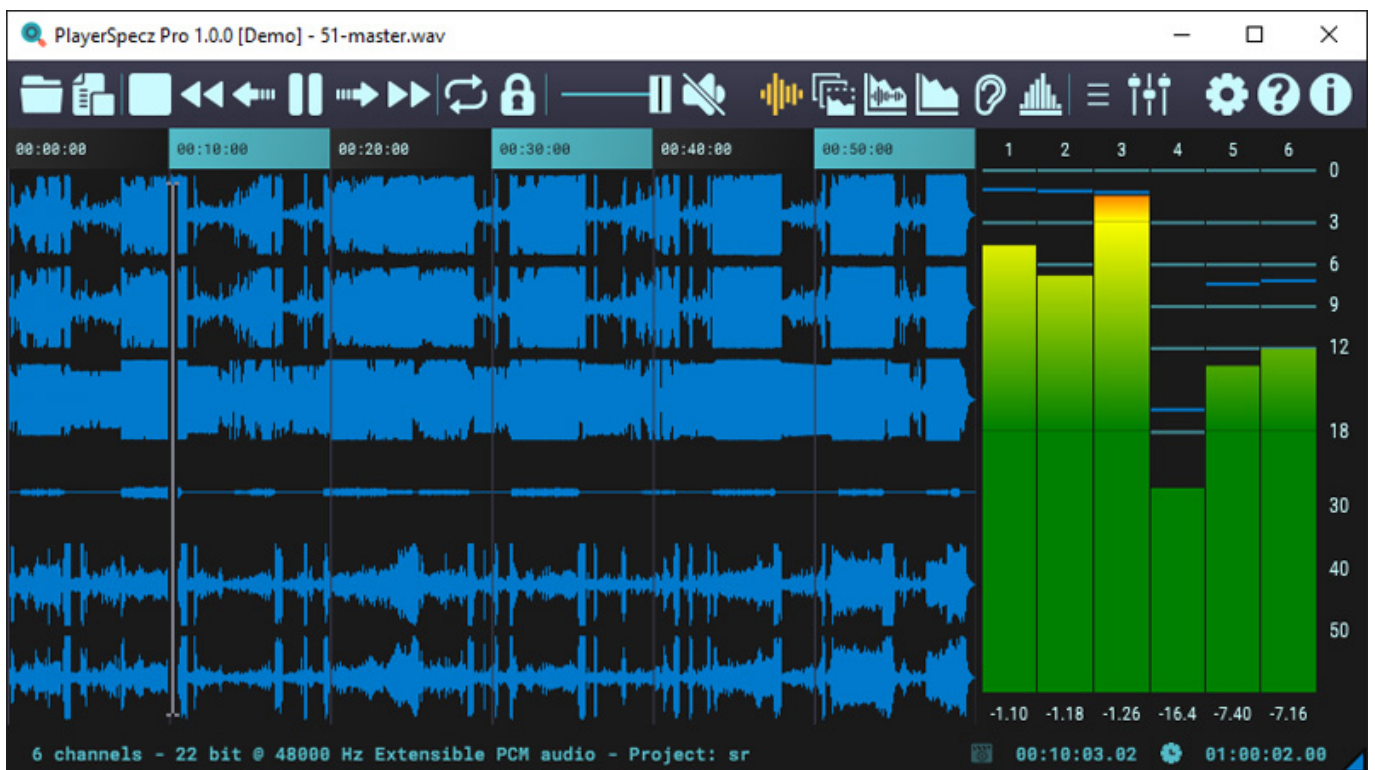 PlayerSpecz Pro 1.0.0 [Demo] - 51-master.wav
00:00:00 00:10:00 00:20:00 00:30:00 00:40:00 00:50:00 1 2 3 4 5 6
0
3
6
9
12
18
30
40
50
-1.10 -1.18 -1.26 -16.4 -7.40 -7.16
6 channels - 22 bit @ 48000 Hz Extensible PCM audio - Project: sr 00:10:03.02 01:00:02.00